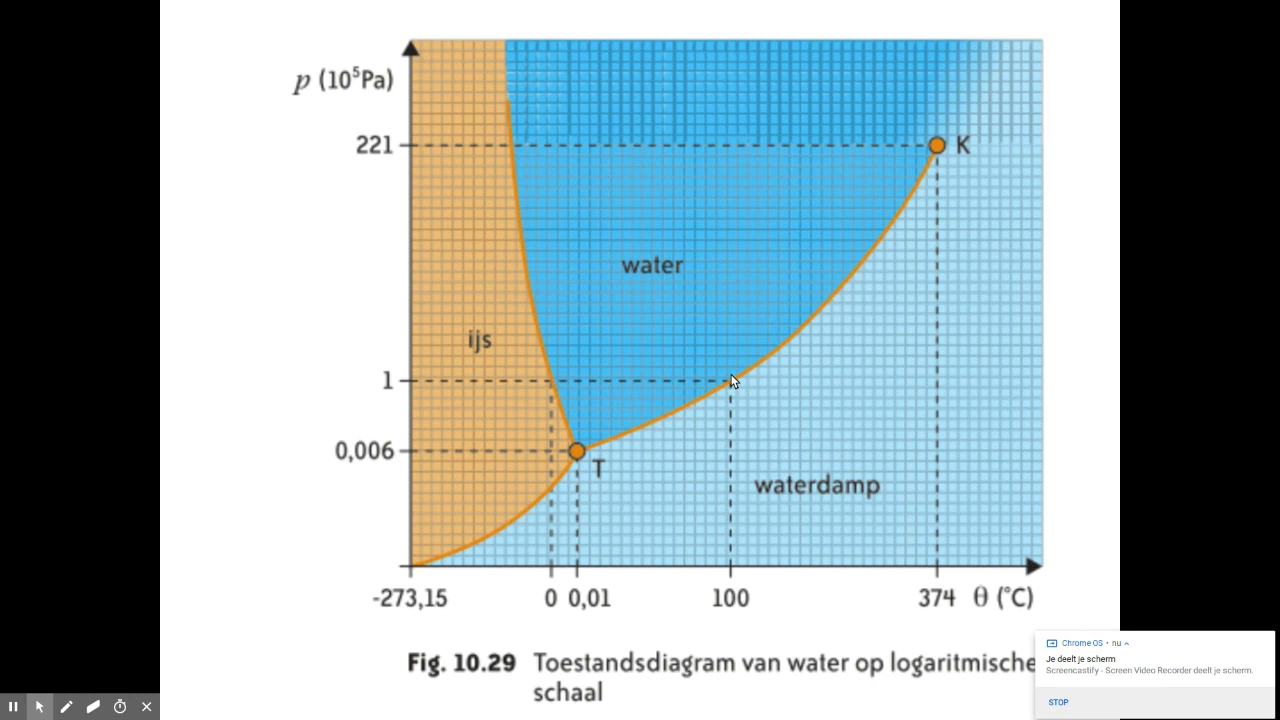 p (10⁵Pa)
221
K
water
ijs
1
0,006
T
waterdamp
-273,15 0 0,01 100 374 θ (°C)
Fig. 10.29 Toestandsdiagram van water op logaritmische
schaal
Chrome OS • nu
Je deelt je scherm
Screencastify - Screen Video Recorder deelt je scherm.
STOP